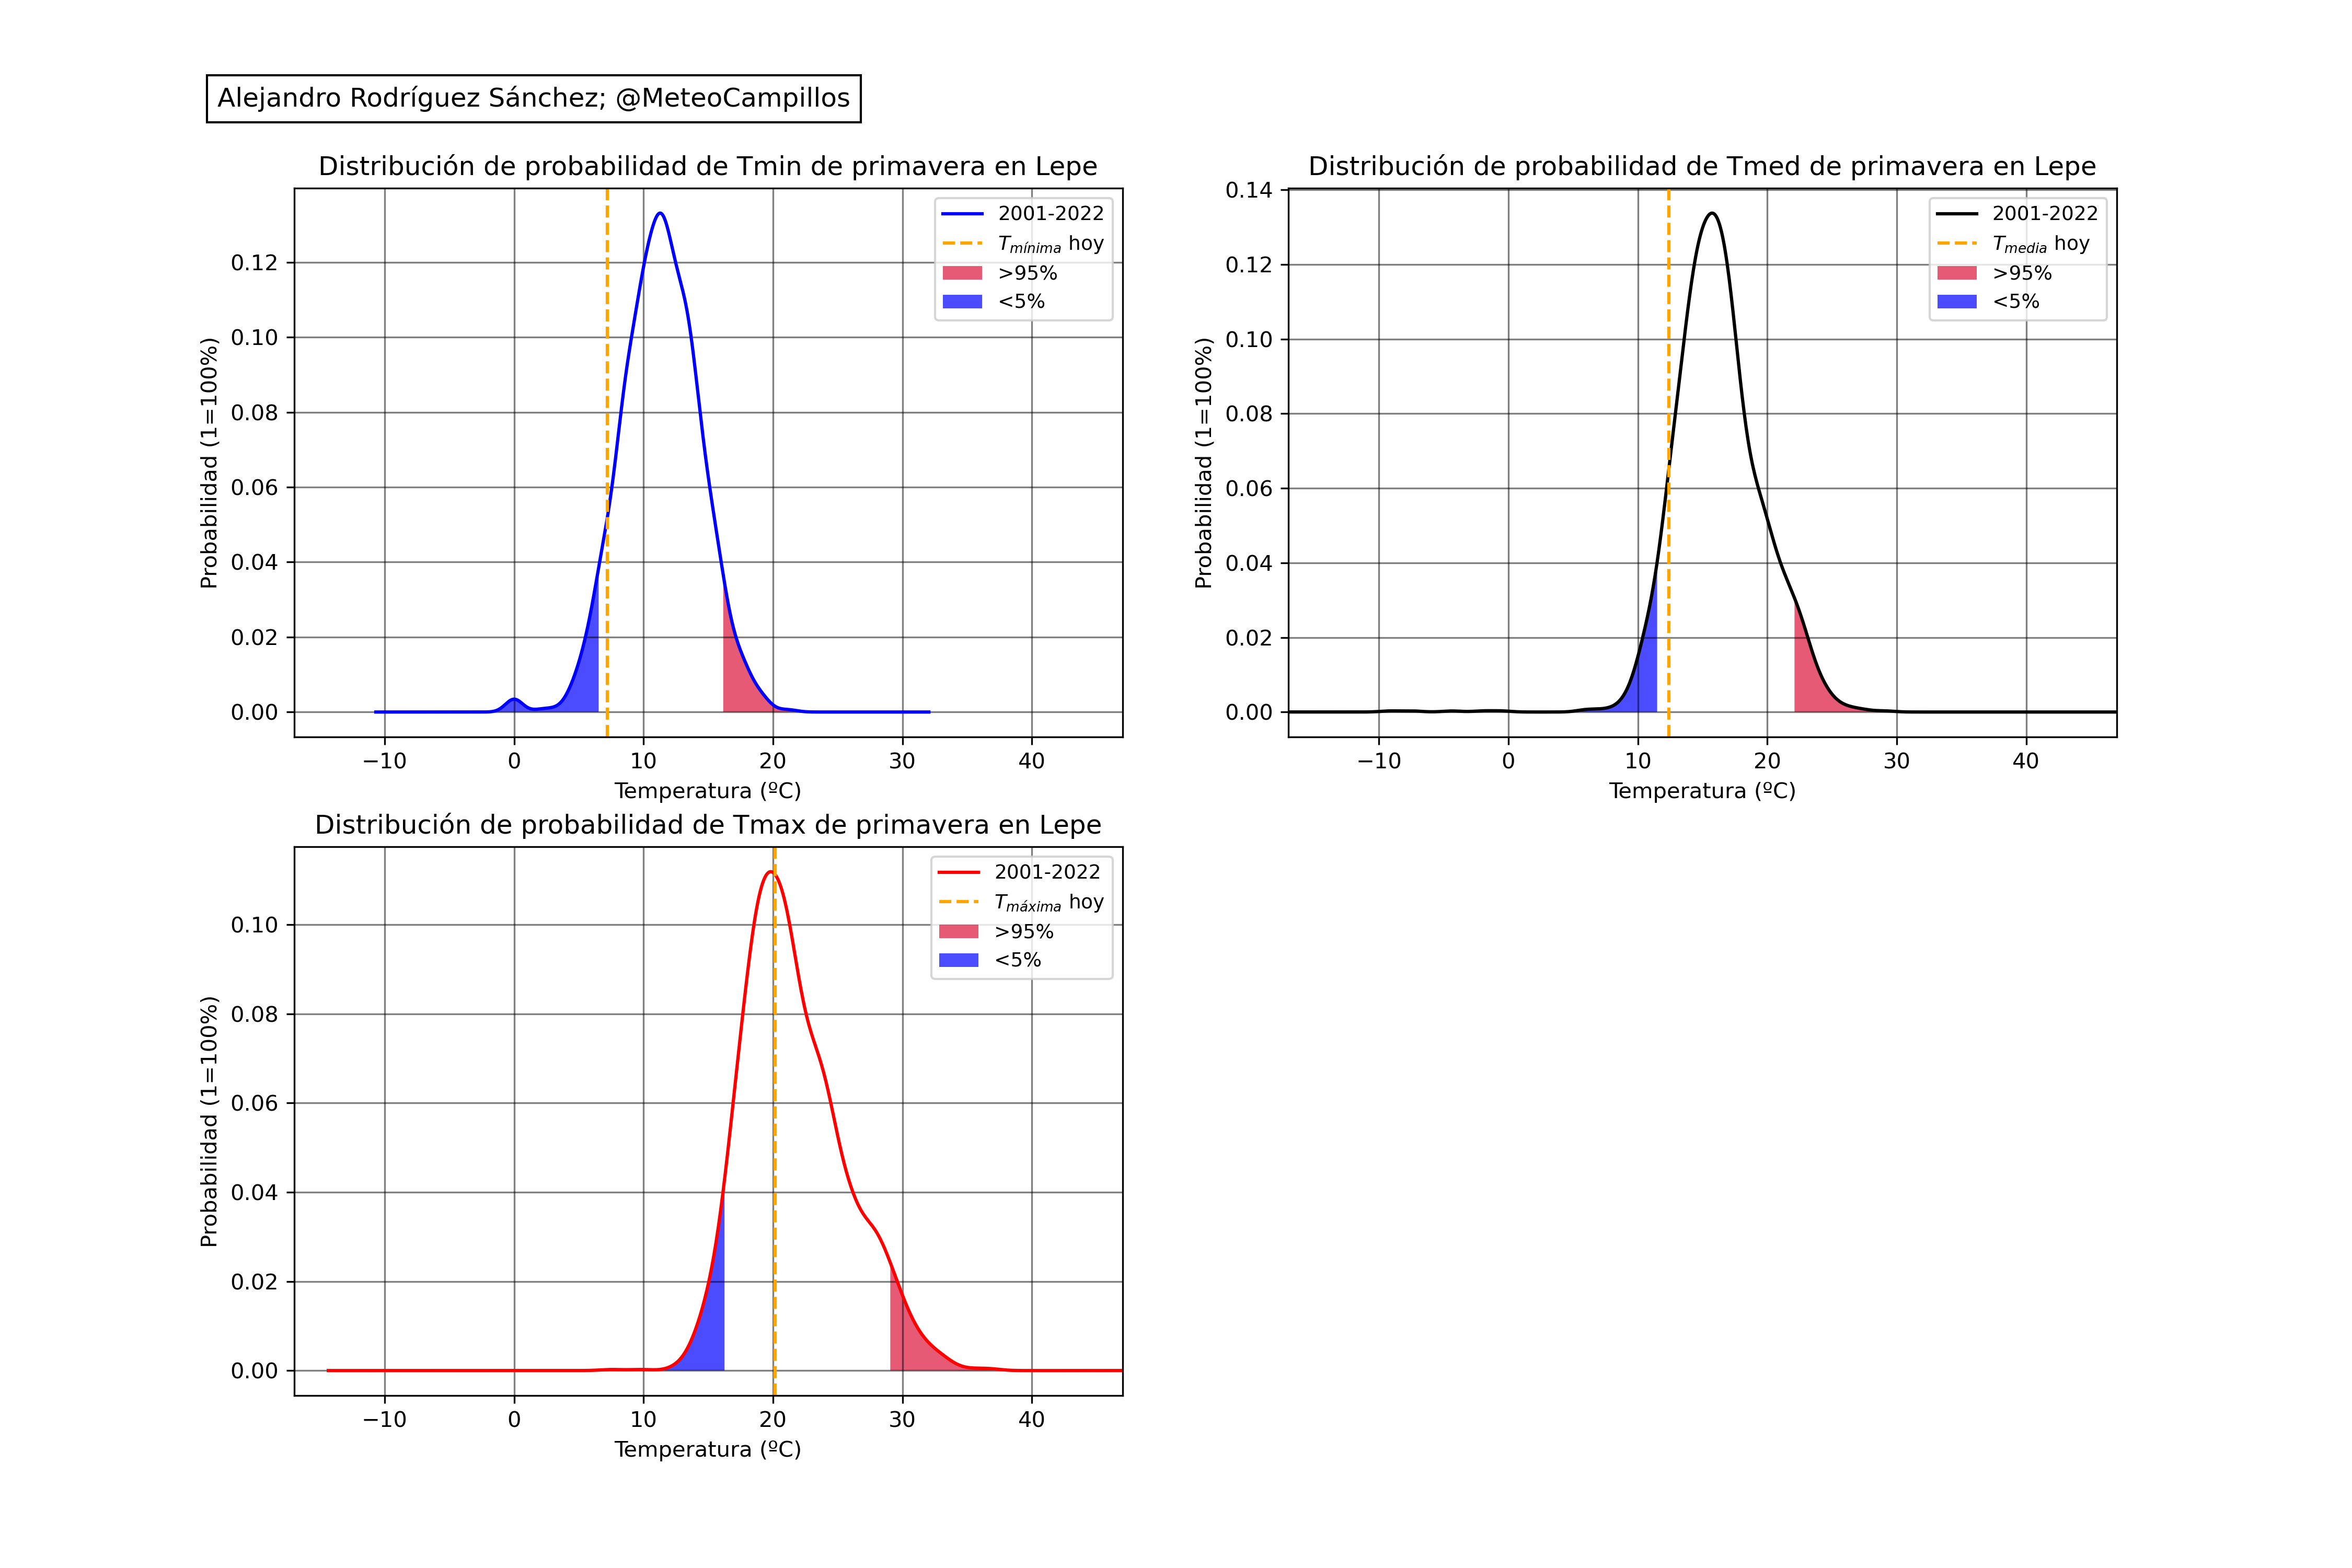 Alejandro Rodríguez Sánchez; @MeteoCampillos
Distribución de probabilidad de Tmin de primavera en Lepe
Probabilidad (1=100%)
0.12
0.10
0.08
0.06
0.04
0.02
0.00
2001-2022
Tmínima hoy
>95%
<5%
−10 0 10 20 30 40
Temperatura (ºC)
Distribución de probabilidad de Tmed de primavera en Lepe
Probabilidad (1=100%)
0.14
0.12
0.10
0.08
0.06
0.04
0.02
0.00
2001-2022
Tmedia hoy
>95%
<5%
−10 0 10 20 30 40
Temperatura (ºC)
Distribución de probabilidad de Tmax de primavera en Lepe
Probabilidad (1=100%)
0.10
0.08
0.06
0.04
0.02
0.00
2001-2022
Tmáxima hoy
>95%
<5%
−10 0 10 20 30 40
Temperatura (ºC)